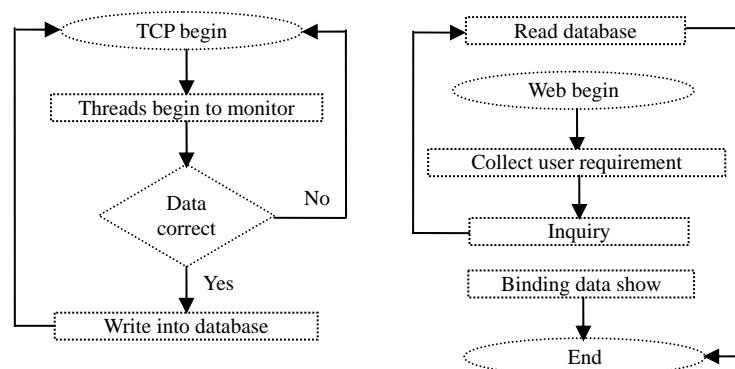 TCP begin
Threads begin to monitor
Data
correct
No
Yes
Write into database
Read database
Web begin
Collect user requirement
Inquiry
Binding data show
End